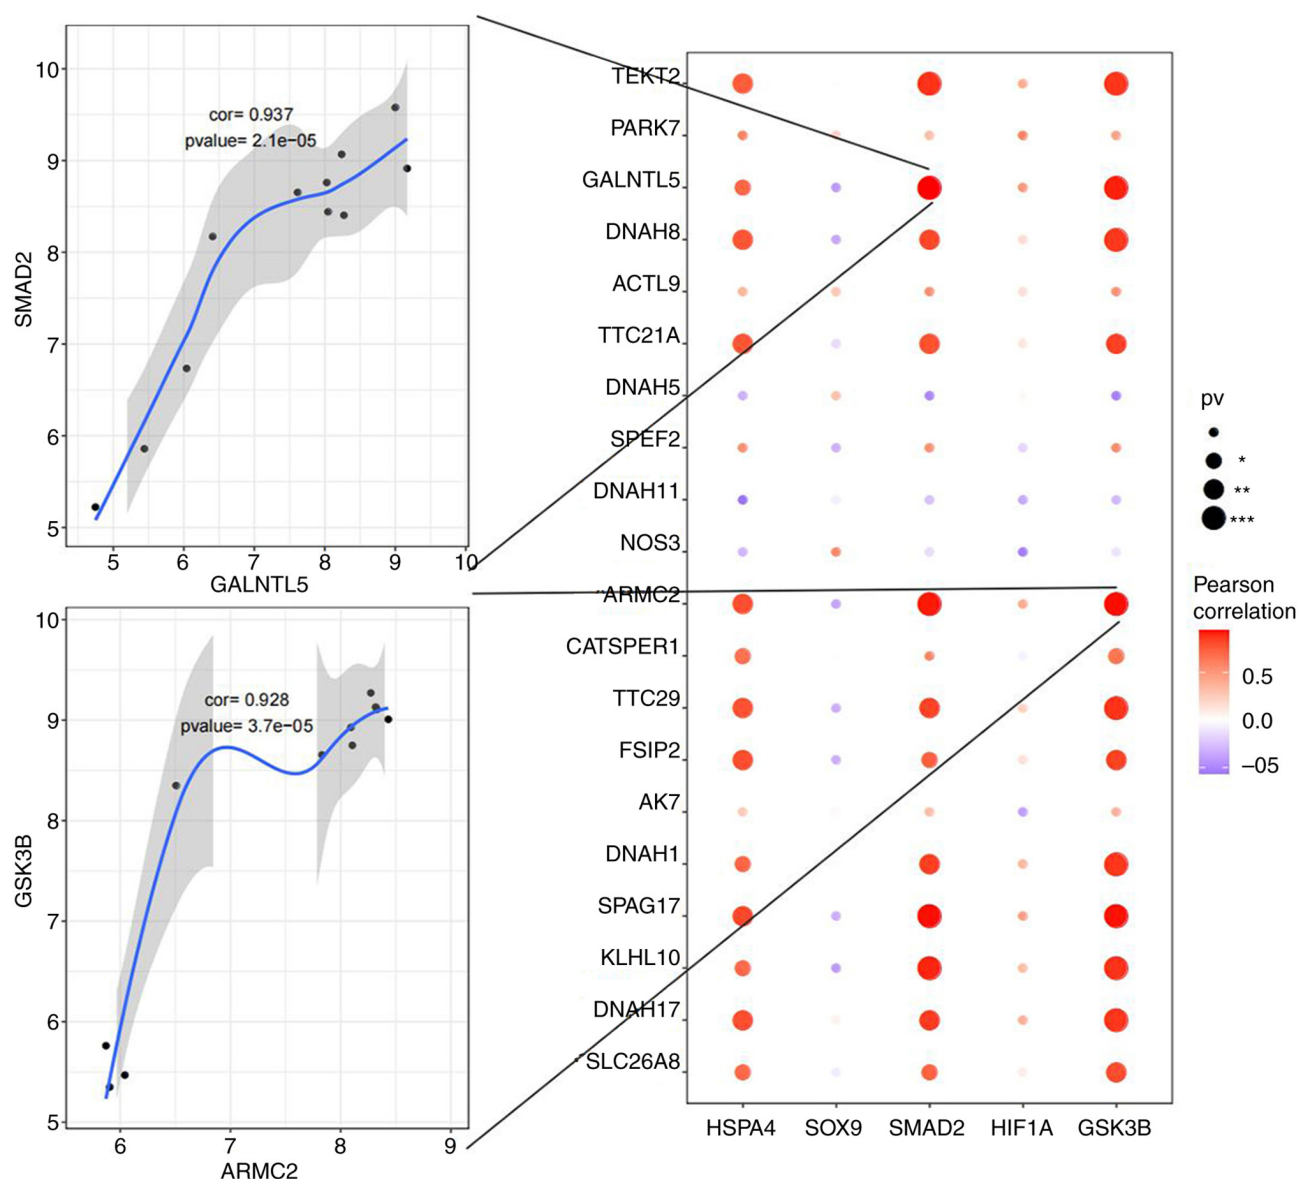 10
9
8
7
6
5
SMAD2
cor= 0.937
pvalue= 2.1e−05
5
6
7
8
9
10
GALNTL5
10
9
8
7
6
5
GSK3B
cor= 0.928
pvalue= 3.7e−05
6
7
8
9
ARMC2
TEKT2
PARK7
GALNTL5
DNAH8
ACTL9
TTC21A
DNAH5
SPEF2
DNAH11
NOS3
ARMC2
CATSPER1
TTC29
FSIP2
AK7
DNAH1
SPAG17
KLHL10
DNAH17
SLC26A8
HSPA4
SOX9
SMAD2
HIF1A
GSK3B
pv
*
**
***
Pearson
correlation
0.5
0.0
−05